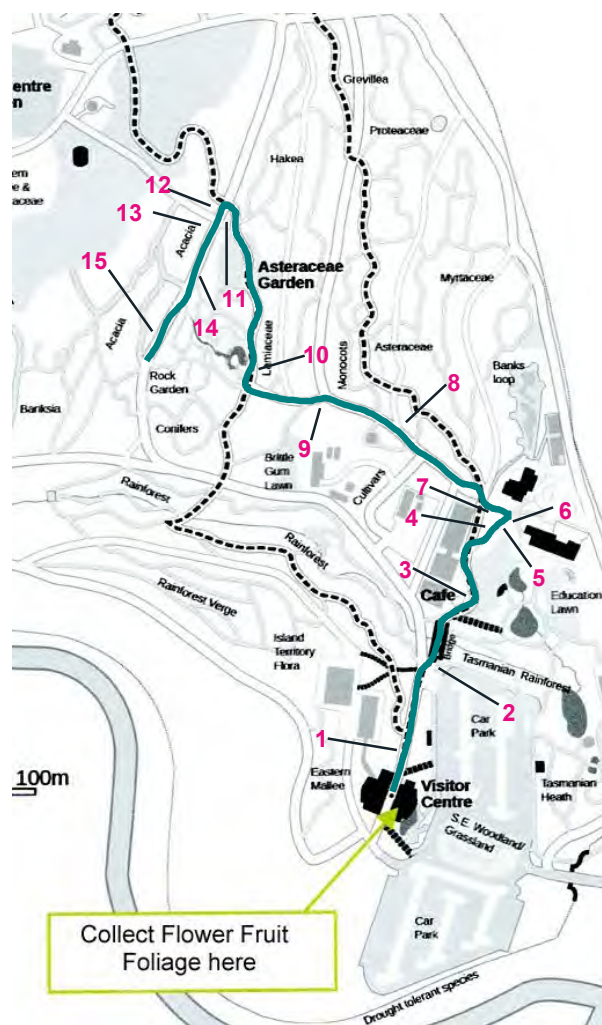 entre
n
Grevillea
Proteaceae
Hakea
ern
e &
aceae
12
13
Acacia
Asteraceae
Garden
11
Myrtaceae
15
14
Acacia
Lamiaceae
10
Monocots
Asteraceae
8
Banks
loop
Rock
Garden
Banksia
Conifers
9
Bristle
Gum
Lawn
Cultivars
7
4
6
5
Rainforest
Rainforest
3
Cafe
Education
Lawn
Rainforest Verge
Island
Territory
Flora
Bridge
Tasmanian Rainforest
2
Car
Park
1
100m
Eastern
Mallee
Visitor
Centre
Tasmanian
Heath
S.E. Woodland/
Grassland
Collect Flower Fruit
Foliage here
Car
Park
Drought tolerant species